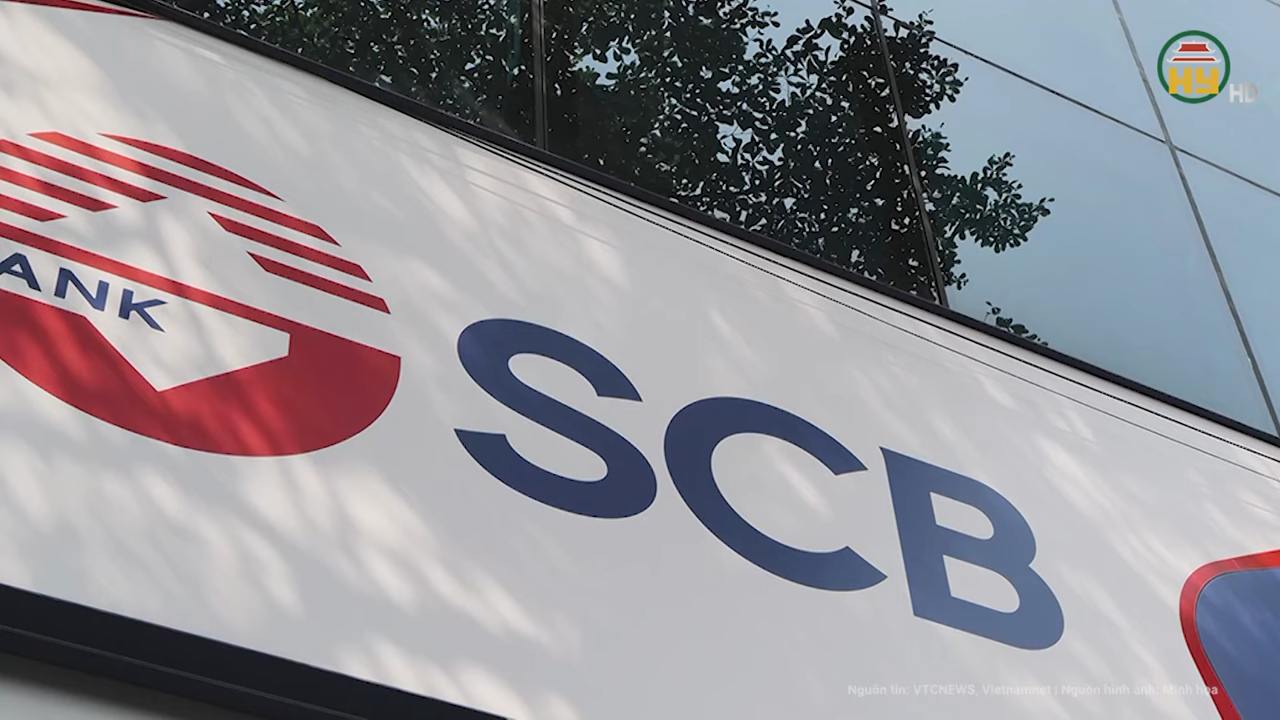 HY
HD
ANK
SCB
Nguồn tin: VTCNEWS, Vietnamnet | Nguồn hình ảnh: Minh họa